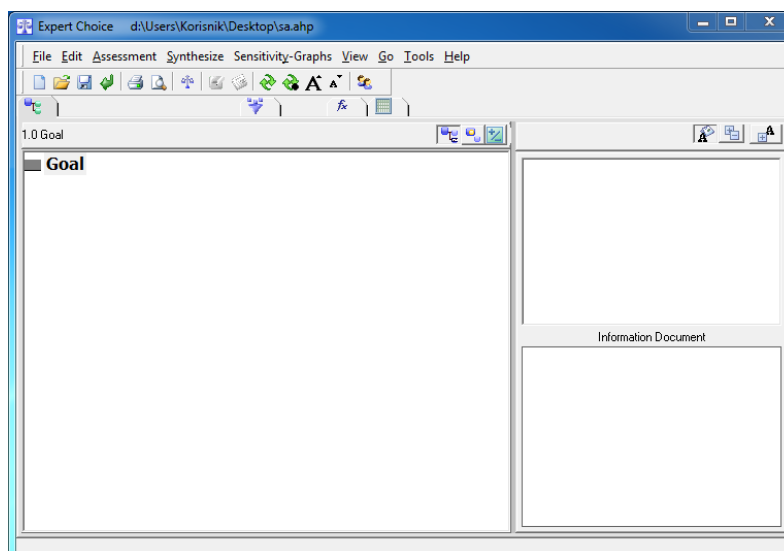 Expert Choice d:\Users\Korisnik\Desktop\sa.ahp
File Edit Assessment Synthesize Sensitivity-Graphs View Go Tools Help
1.0 Goal
Goal
Information Document